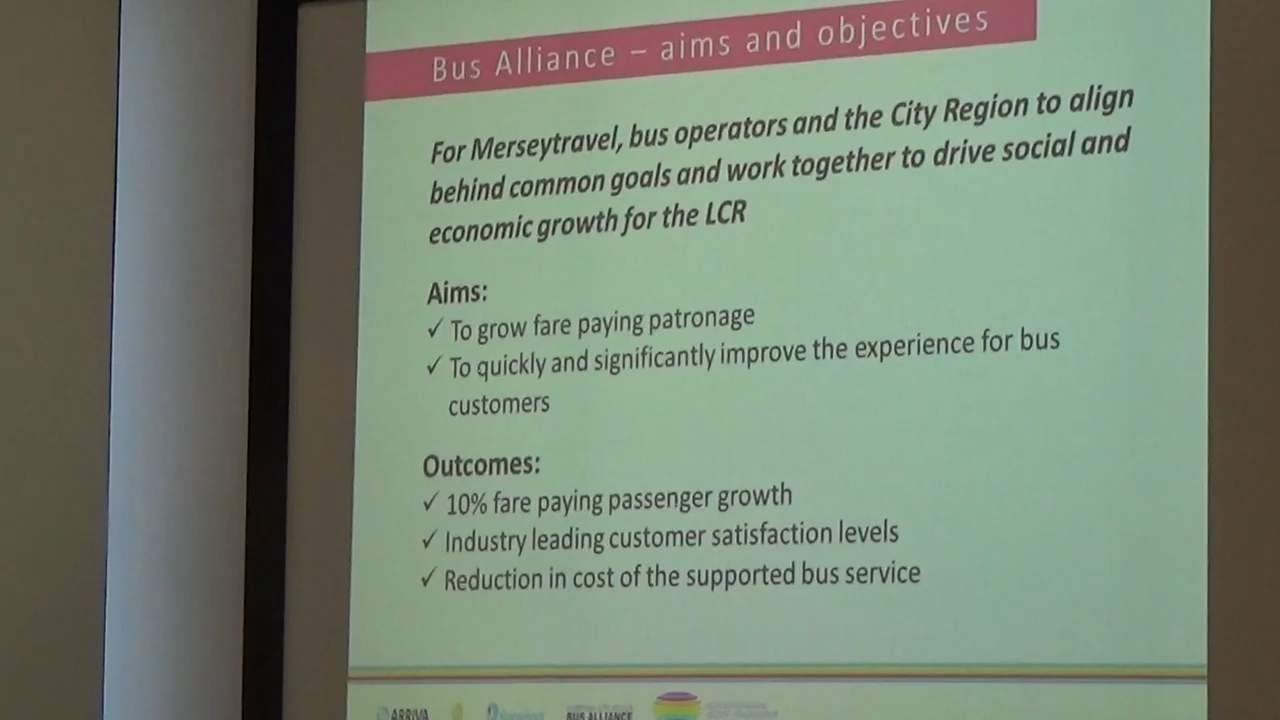 Bus Alliance – aims and objectives
For Merseytravel, bus operators and the City Region to align
behind common goals and work together to drive social and
economic growth for the LCR
Aims:
✓ To grow fare paying patronage
✓ To quickly and significantly improve the experience for bus
customers
Outcomes:
✓ 10% fare paying passenger growth
✓ Industry leading customer satisfaction levels
✓ Reduction in cost of the supported bus service
ARRIVA
BUS ALLIANCE